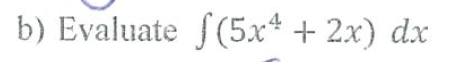 b) Evaluate ∫(5x⁴ + 2x) dx